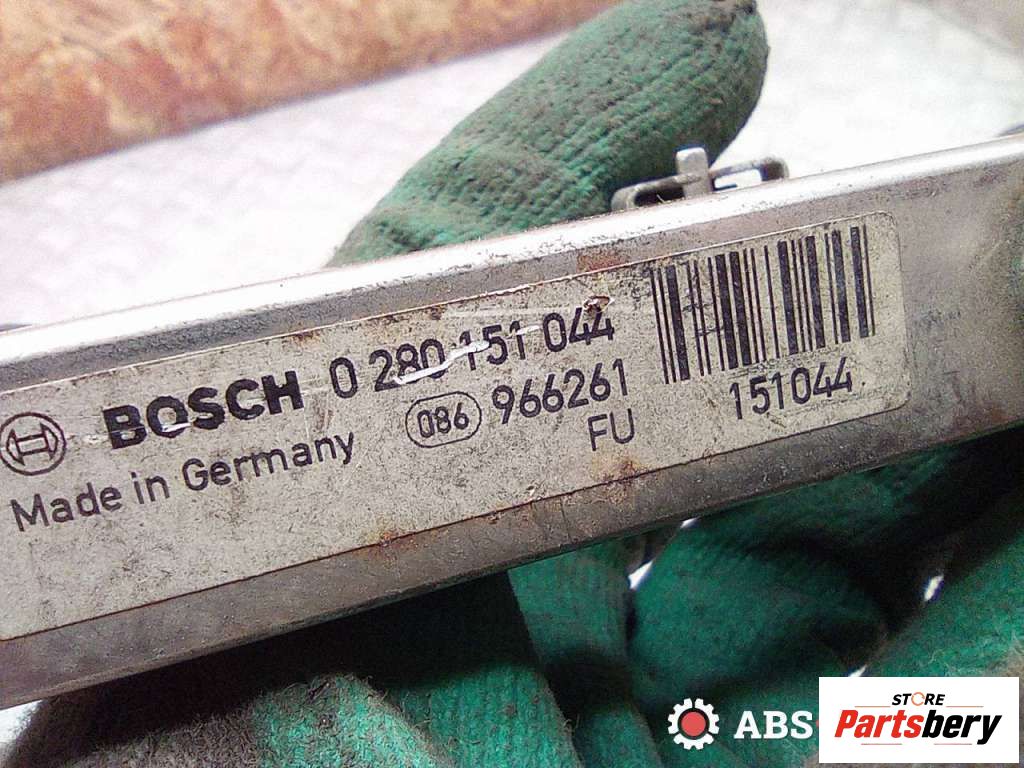 BOSCH 0 280 151 044
Made in Germany 086 966261
FU 151044
ABS-
STORE
Partsbery